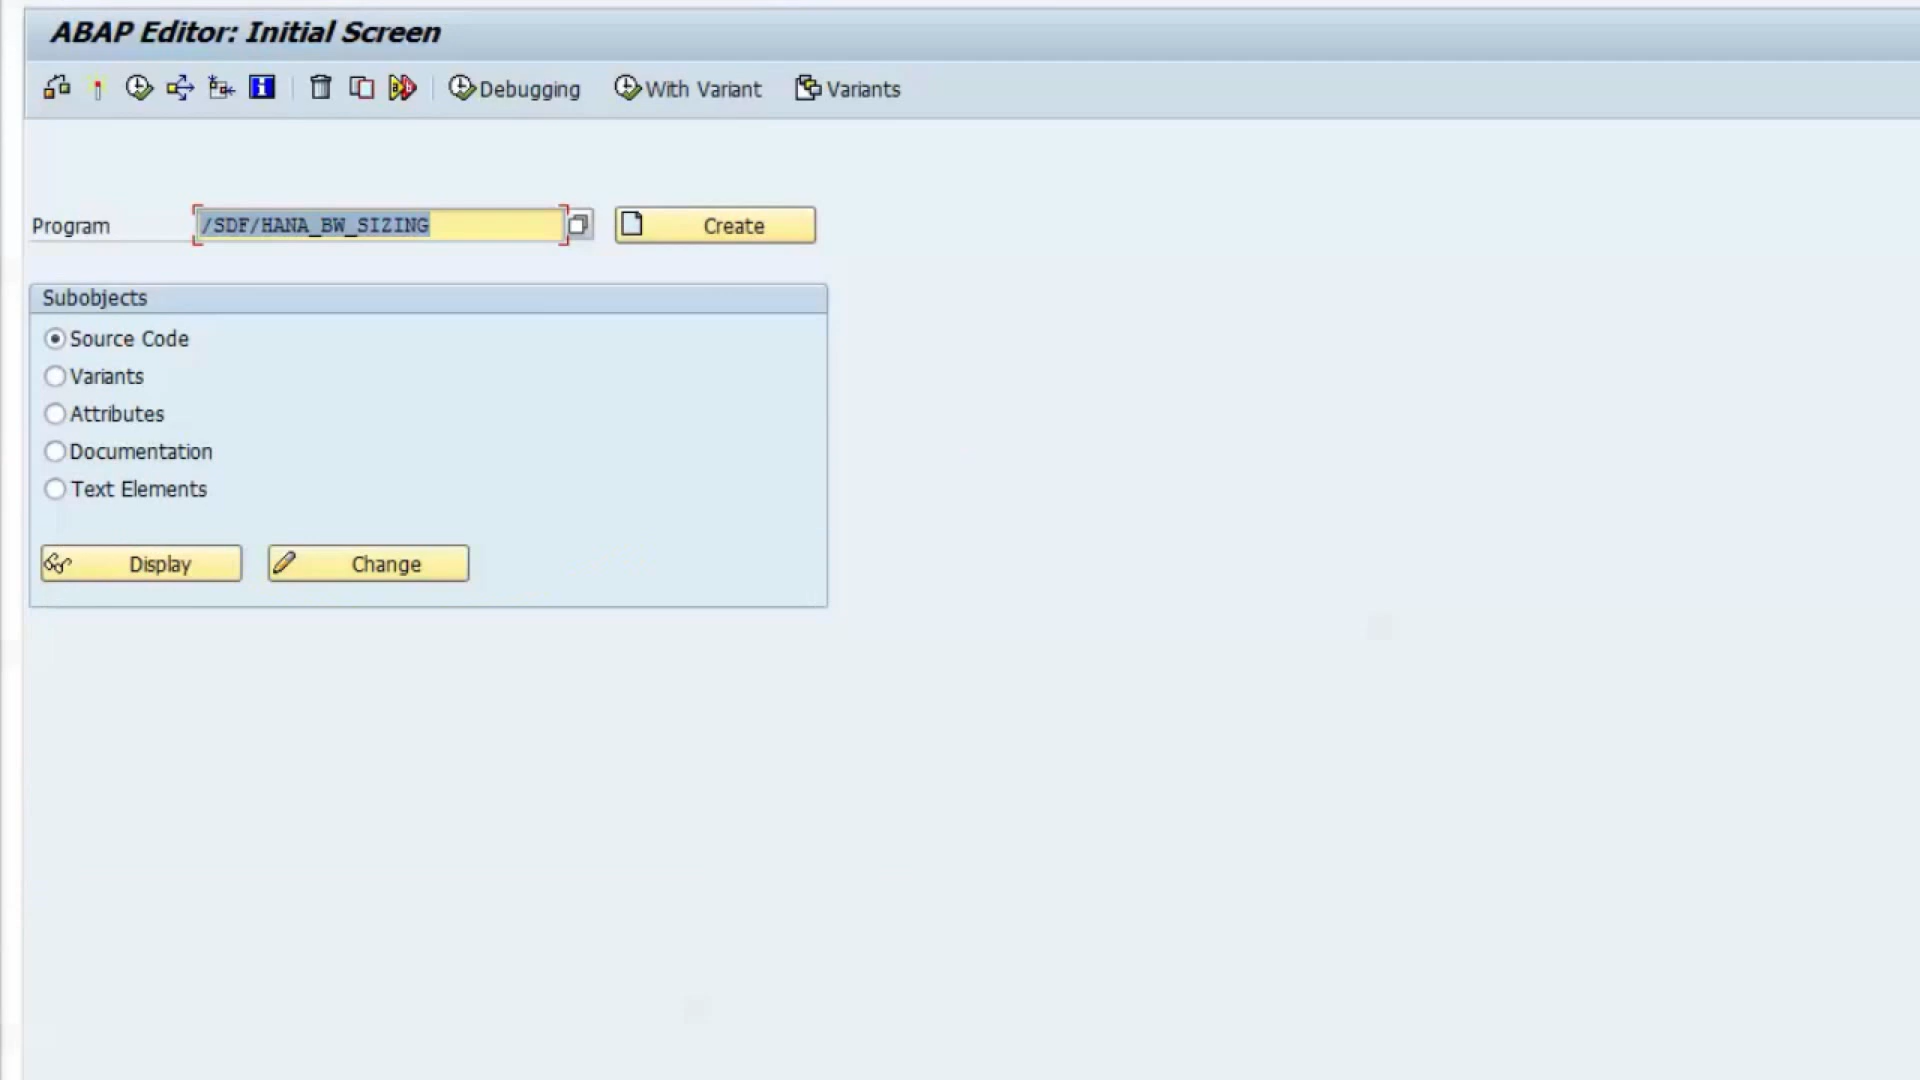 ABAP Editor: Initial Screen
Debugging With Variant Variants
Program /SDF/HANA_BW_SIZING Create
Subobjects
Source Code
Variants
Attributes
Documentation
Text Elements
Display Change